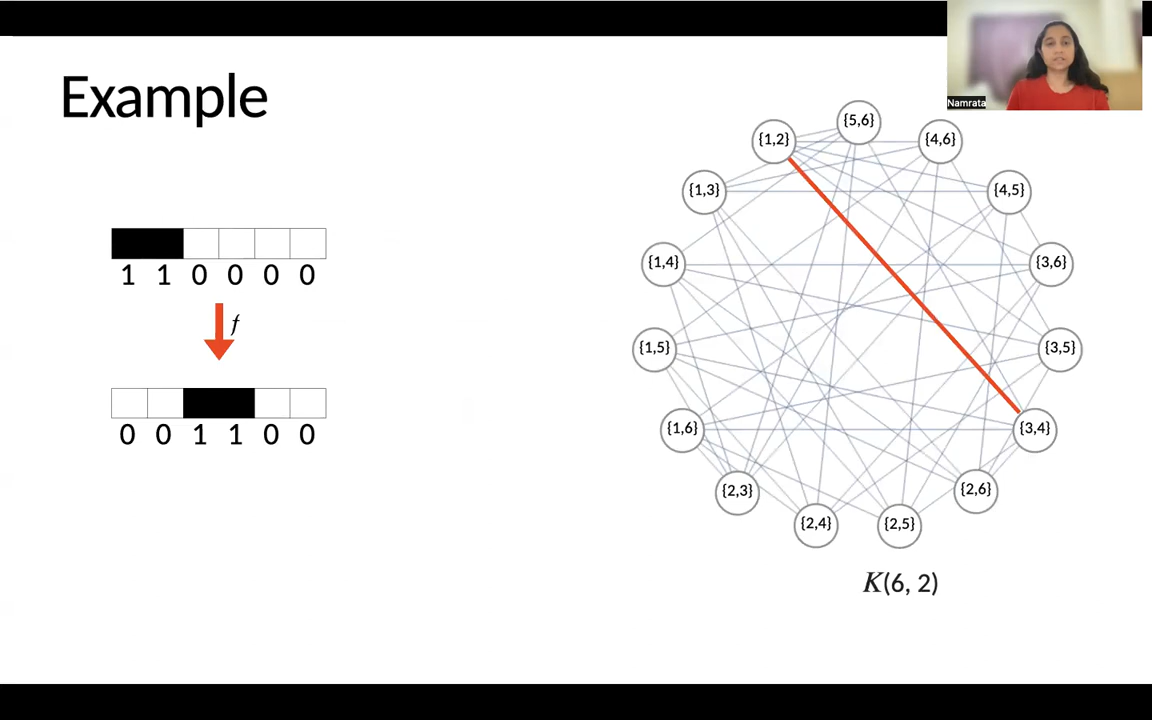 Example
Namrata
1 1 0 0 0 0
f
0 0 1 1 0 0
{5,6}
{1,2}
{4,6}
{1,3}
{4,5}
{1,4}
{3,6}
{1,5}
{3,5}
{1,6}
{3,4}
{2,3}
{2,6}
{2,4}
{2,5}
K(6, 2)